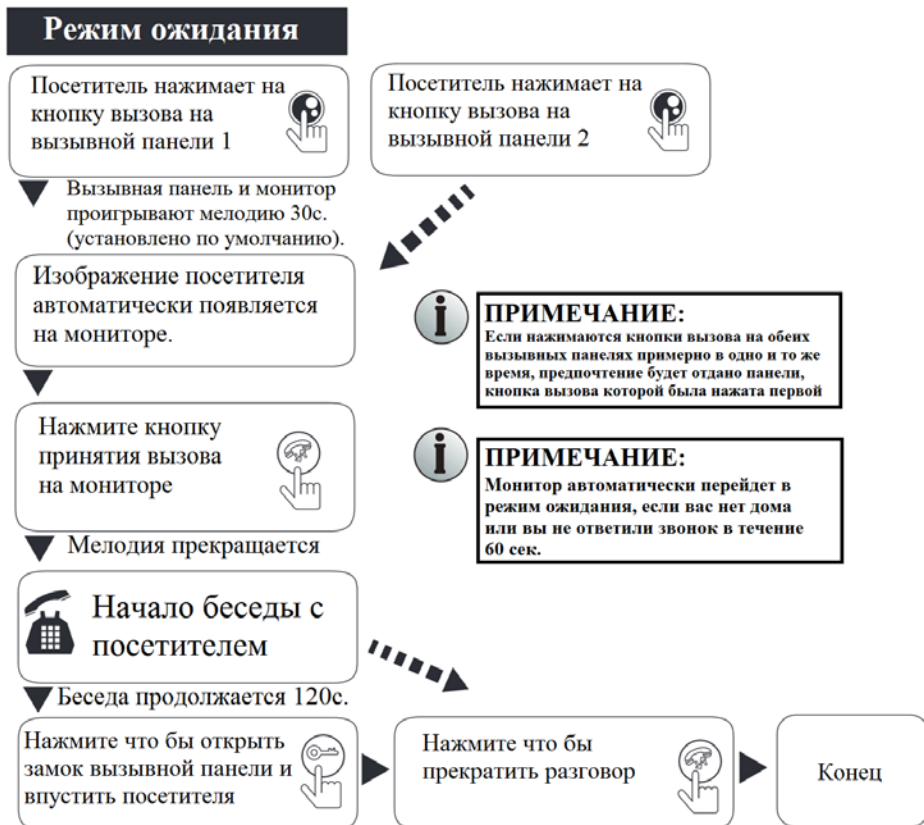 Режим ожидания
Посетитель нажимает на
кнопку вызова на
вызывной панели 1
Посетитель нажимает на
кнопку вызова на
вызывной панели 2
Вызывная панель и монитор
проигрывают мелодию 30с.
(установлено по умолчанию).
Изображение посетителя
автоматически появляется
на мониторе.
ПРИМЕЧАНИЕ:
Если нажимаются кнопки вызова на обеих
вызывных панелях примерно в одно и то же
время, предпочтение будет отдано панели,
кнопка вызова которой была нажата первой
Нажмите кнопку
принятия вызова
на мониторе
ПРИМЕЧАНИЕ:
Монитор автоматически перейдет в
режим ожидания, если вас нет дома
или вы не ответили звонок в течение
60 сек.
Мелодия прекращается
Начало беседы с
посетителем
Беседа продолжается 120с.
Нажмите что бы открыть
замок вызывной панели и
впустить посетителя
Нажмите что бы
прекратить разговор
Конец